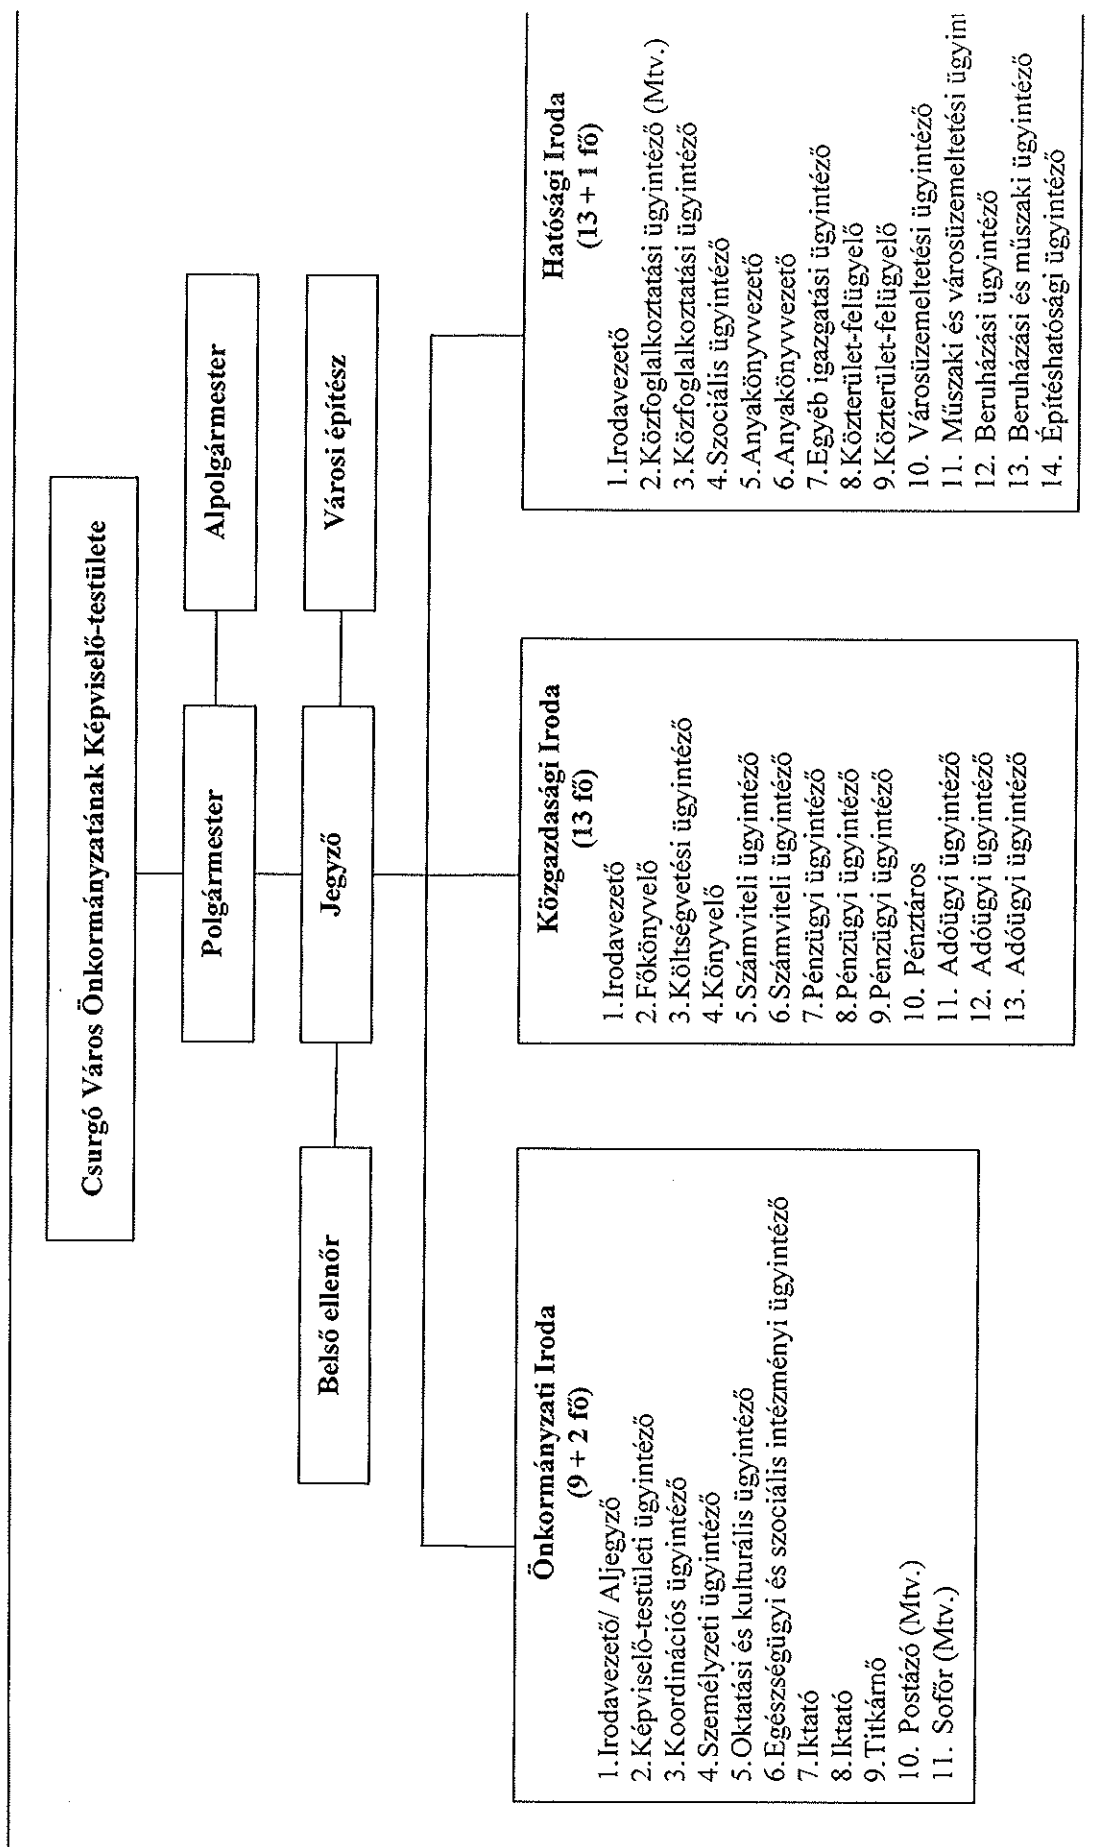 Csurgó Város Önkormányzatának Képviselő-testülete
Polgármester
Alpolgármester
Belső ellenőr
Jegyző
Városi építész
Önkormányzati Iroda
(9 + 2 fő)
1.Irodavezető/ Aljegyző
2.Képviselő-testületi ügyintéző
3.Koordinációs ügyintéző
4.Személyzeti ügyintéző
5.Oktatási és kulturális ügyintéző
6.Egészségügyi és szociális intézményi ügyintéző
7.Iktató
8.Iktató
9.Titkárnő
10. Postázó (Mtv.)
11. Sofőr (Mtv.)
Közgazdasági Iroda
(13 fő)
1.Irodavezető
2.Főkönyvelő
3.Költségvetési ügyintéző
4.Könyvelő
5.Számviteli ügyintéző
6.Számviteli ügyintéző
7.Pénzügyi ügyintéző
8.Pénzügyi ügyintéző
9.Pénzügyi ügyintéző
10. Pénztáros
11. Adóügyi ügyintéző
12. Adóügyi ügyintéző
13. Adóügyi ügyintéző
Hatósági Iroda
(13 + 1 fő)
1.Irodavezető
2.Közfoglalkoztatási ügyintéző (Mtv.)
3.Közfoglalkoztatási ügyintéző
4.Szociális ügyintéző
5.Anyakönyvvezető
6.Anyakönyvvezető
7.Egyéb igazgatási ügyintéző
8.Közterület-felügyelő
9.Közterület-felügyelő
10. Városüzemeltetési ügyintéző
11. Műszaki és városüzemeltetési ügyint
12. Beruházási ügyintéző
13. Beruházási és műszaki ügyintéző
14. Építéshatósági ügyintéző